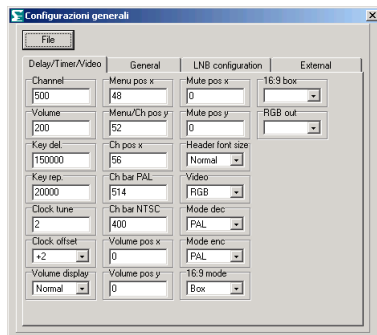 Configurazioni generali
File
Delay/Timer/Video General LNB configuration External
Channel Menu pos x Mute pos x 16:9 box
500 48 0
Volume Menu/Ch pos y Mute pos y RGB out
200 52 0
Key del. Ch pos x Header font size
150000 56 Normal
Key rep. Ch bar PAL Video
20000 514 RGB
Clock tune Ch bar NTSC Mode dec
2 400 PAL
Clock offset Volume pos x Mode enc
+2 0 PAL
Volume display Volume pos y 16:9 mode
Normal 0 Box